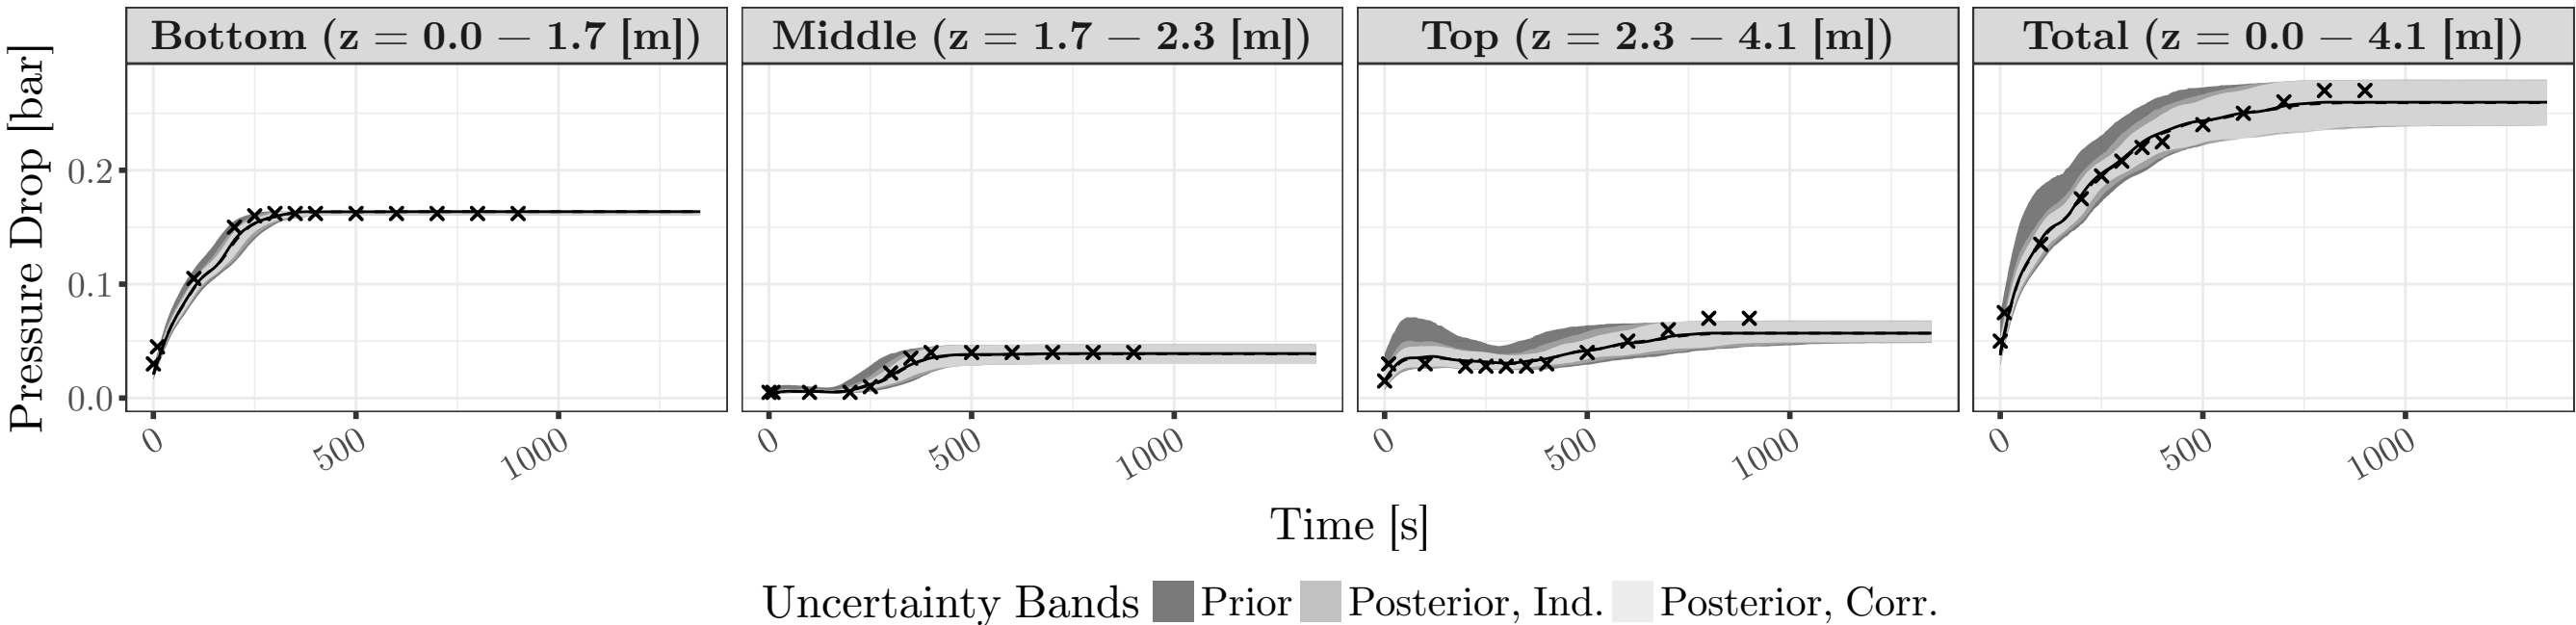 Bottom (z = 0.0 − 1.7 [m])
Middle (z = 1.7 − 2.3 [m])
Top (z = 2.3 − 4.1 [m])
Total (z = 0.0 − 4.1 [m])
Pressure Drop [bar]
0.2
0.1
0.0
0 500 1000
0 500 1000
0 500 1000
0 500 1000
Time [s]
Uncertainty Bands Prior Posterior, Ind. Posterior, Corr.